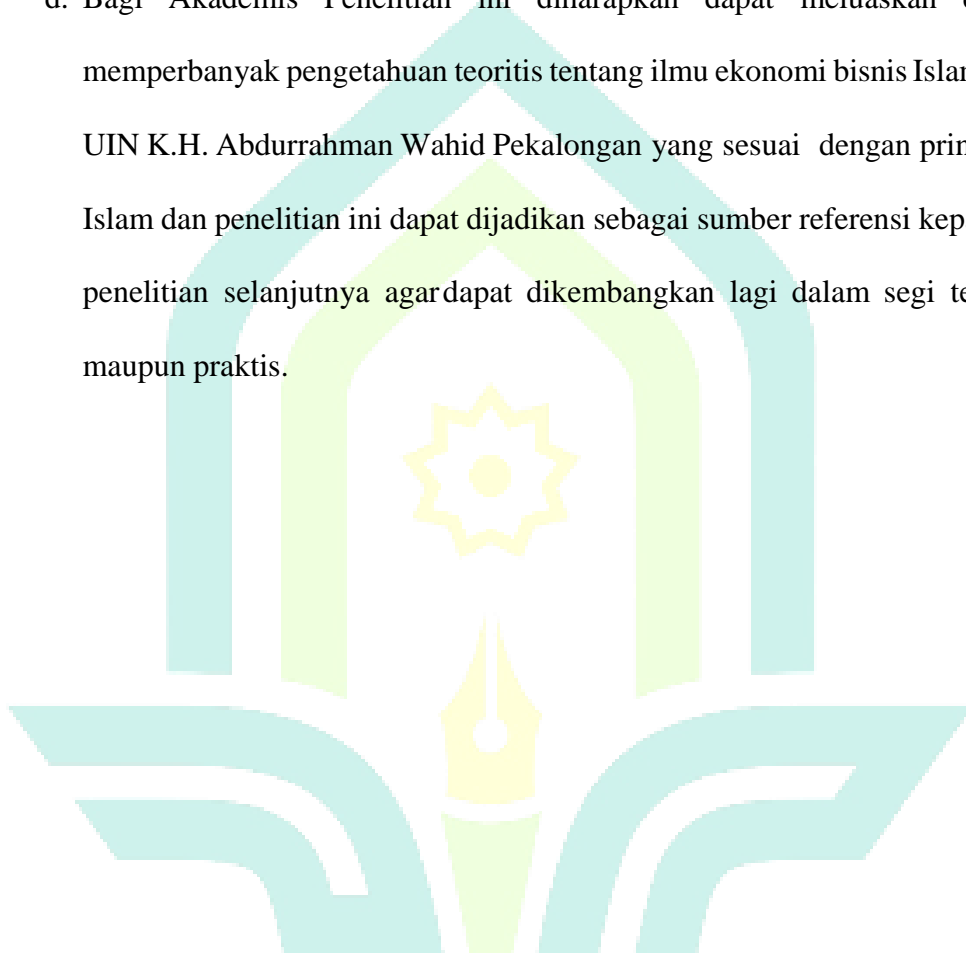 d. Bagi Akademis Penelitian ini diharapkan dapat meluaskan
memperbanyak pengetahuan teoritis tentang ilmu ekonomi bisnis Islam
UIN K.H. Abdurrahman Wahid Pekalongan yang sesuai dengan prin
Islam dan penelitian ini dapat dijadikan sebagai sumber referensi kep
penelitian selanjutnya agardapat dikembangkan lagi dalam segi te
maupun praktis.